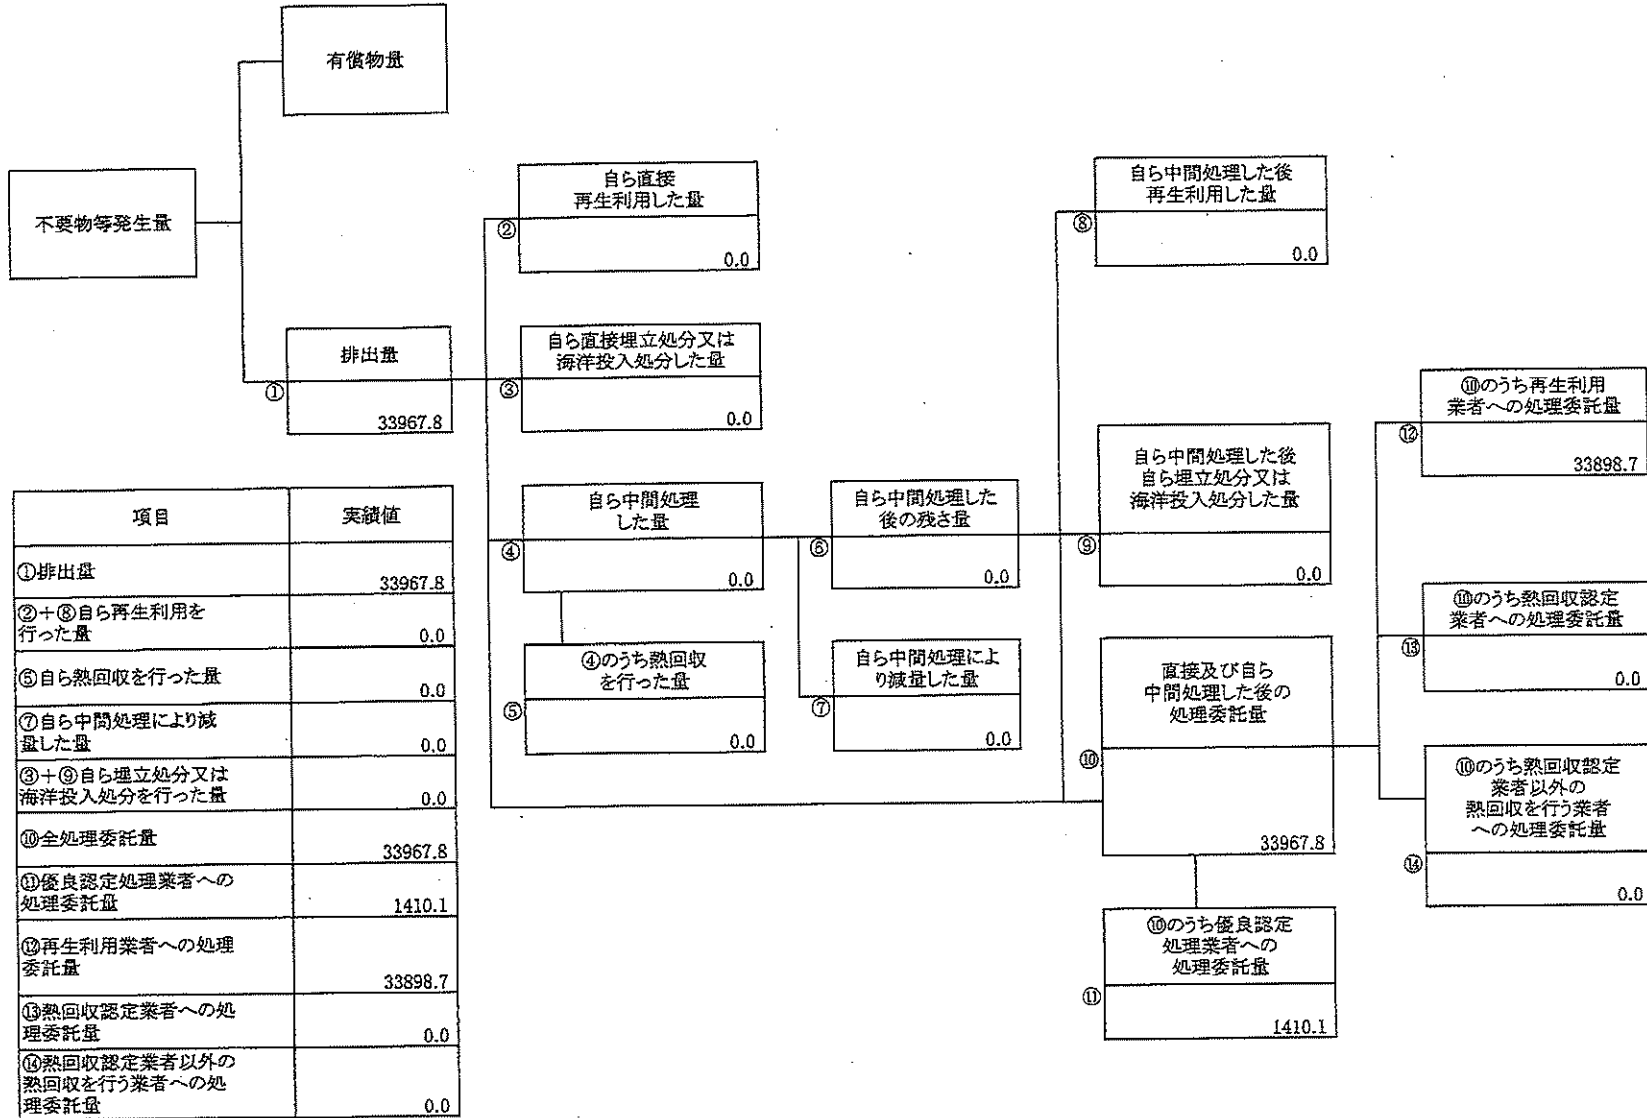 有償物量
不要物等発生量
自ら直接
再生利用した量
②
0.0
自ら中間処理した後
再生利用した量
⑧
0.0
排出量
①
33967.8
自ら直接埋立処分又は
海洋投入処分した量
③
0.0
⑩のうち再生利用
業者への処理委託量
⑫
33898.7
自ら中間処理
した量
④
0.0
自ら中間処理した
後の残さ量
⑥
0.0
自ら中間処理した後
自ら埋立処分又は
海洋投入処分した量
⑨
0.0
⑩のうち熱回収認定
業者への処理委託量
⑬
0.0
④のうち熱回収
を行った量
⑤
0.0
自ら中間処理によ
り減量した量
⑦
0.0
直接及び自ら
中間処理した後の
処理委託量
⑩
33967.8
⑩のうち熱回収認定
業者以外の
熱回収を行う業者
への処理委託量
⑭
0.0
⑩のうち優良認定
処理業者への
処理委託量
⑪
1410.1
項目 実績値
①排出量 33967.8
②+⑧自ら再生利用を
行った量 0.0
⑤自ら熱回収を行った量 0.0
⑦自ら中間処理により減
量した量 0.0
③+⑨自ら埋立処分又は
海洋投入処分を行った量 0.0
⑩全処理委託量 33967.8
⑪優良認定処理業者への
処理委託量 1410.1
⑫再生利用業者への処理
委託量 33898.7
⑬熱回収認定業者への処
理委託量 0.0
⑭熱回収認定業者以外の
熱回収を行う業者への処
理委託量 0.0